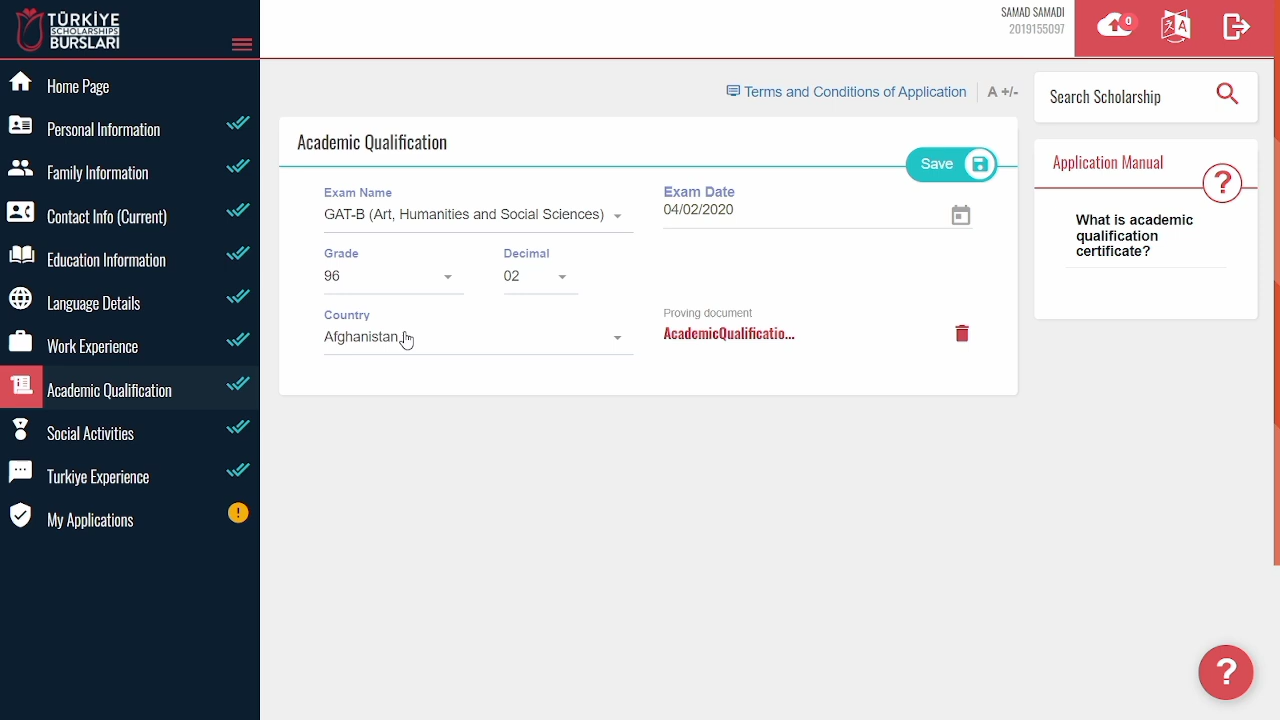 TÜRKİYE
SCHOLARSHIPS
BURSLARI
SAMAD SAMADI
2019155097
0
A
Home Page
Personal Information
Family Information
Contact Info (Current)
Education Information
Language Details
Work Experience
Academic Qualification
Social Activities
Turkiye Experience
My Applications
!
Terms and Conditions of Application
A +/-
Academic Qualification
Save
Exam Name
GAT-B (Art, Humanities and Social Sciences)
Exam Date
04/02/2020
Grade
96
Decimal
02
Country
Afghanistan
Proving document
AcademicQualificatio...
Search Scholarship
Application Manual
?
What is academic
qualification
certificate?
?